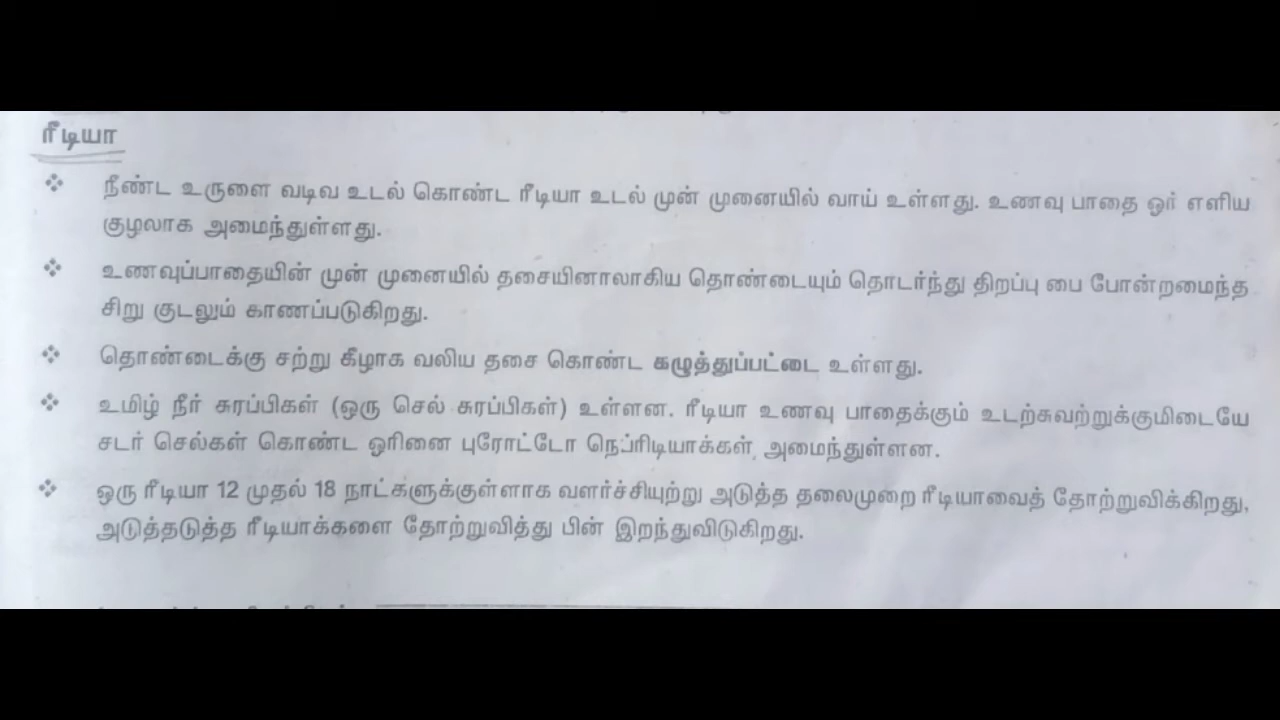 ரீடியா
❖ நீண்ட உருளை வடிவ உடல் கொண்ட ரீடியா உடல் முன் முனையில் வாய் உள்ளது. உணவு பாதை ஓர் எளிய
குழலாக அமைந்துள்ளது.
❖ உணவுப்பாதையின் முன் முனையில் தசையினாலாகிய தொண்டையும் தொடர்ந்து திறப்பு பை போன்றமைந்த
சிறு குடலும் காணப்படுகிறது.
❖ தொண்டைக்கு சற்று கீழாக வலிய தசை கொண்ட கழுத்துப்பட்டை உள்ளது.
❖ உமிழ் நீர் சுரப்பிகள் (ஒரு செல் சுரப்பிகள்) உள்ளன. ரீடியா உணவு பாதைக்கும் உடற்சுவற்றுக்குமிடையே
சடர் செல்கள் கொண்ட ஓரினை புரோட்டோ நெப்ரிடியாக்கள் அமைந்துள்ளன.
❖ ஒரு ரீடியா 12 முதல் 18 நாட்களுக்குள்ளாக வளர்ச்சியுற்று அடுத்த தலைமுறை ரீடியாவைத் தோற்றுவிக்கிறது,
அடுத்தடுத்த ரீடியாக்களை தோற்றுவித்து பின் இறந்துவிடுகிறது.